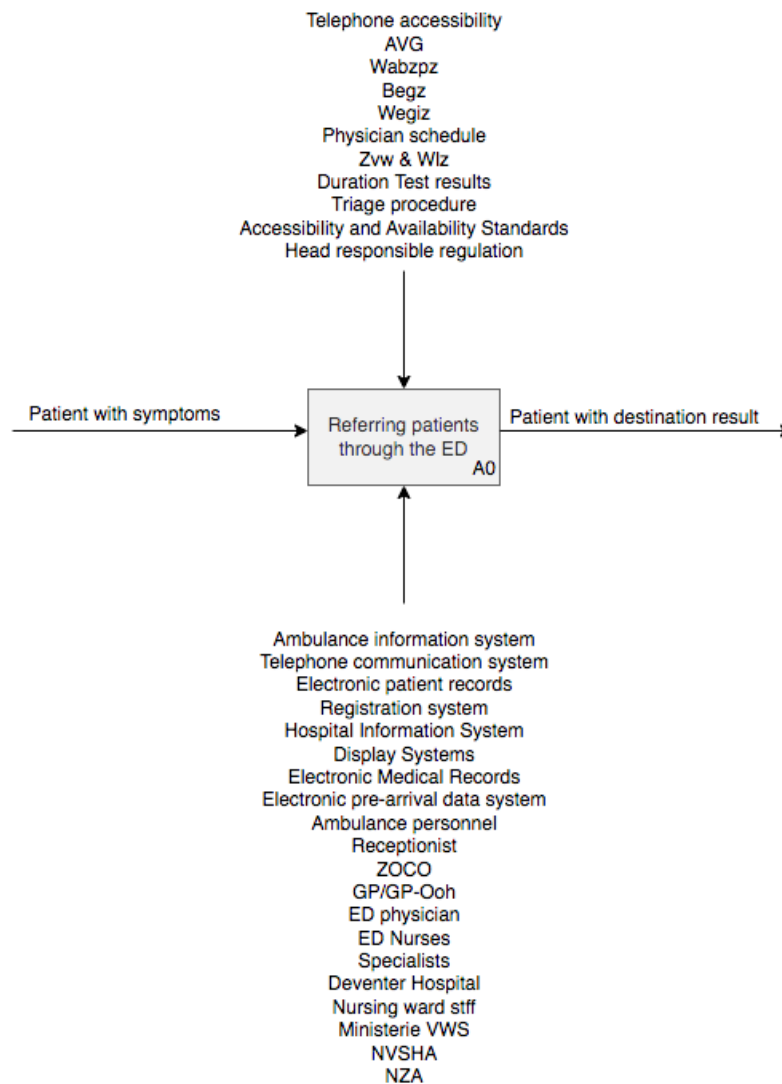 Telephone accessibility
AVG
Wabzpz
Begz
Wegiz
Physician schedule
Zvw & Wlz
Duration Test results
Triage procedure
Accessibility and Availability Standards
Head responsible regulation
Patient with symptoms
Referring patients
through the ED
A0
Patient with destination result
Ambulance information system
Telephone communication system
Electronic patient records
Registration system
Hospital Information System
Display Systems
Electronic Medical Records
Electronic pre-arrival data system
Ambulance personnel
Receptionist
ZOCO
GP/GP-Ooh
ED physician
ED Nurses
Specialists
Deventer Hospital
Nursing ward stff
Ministerie VWS
NVSHA
NZA